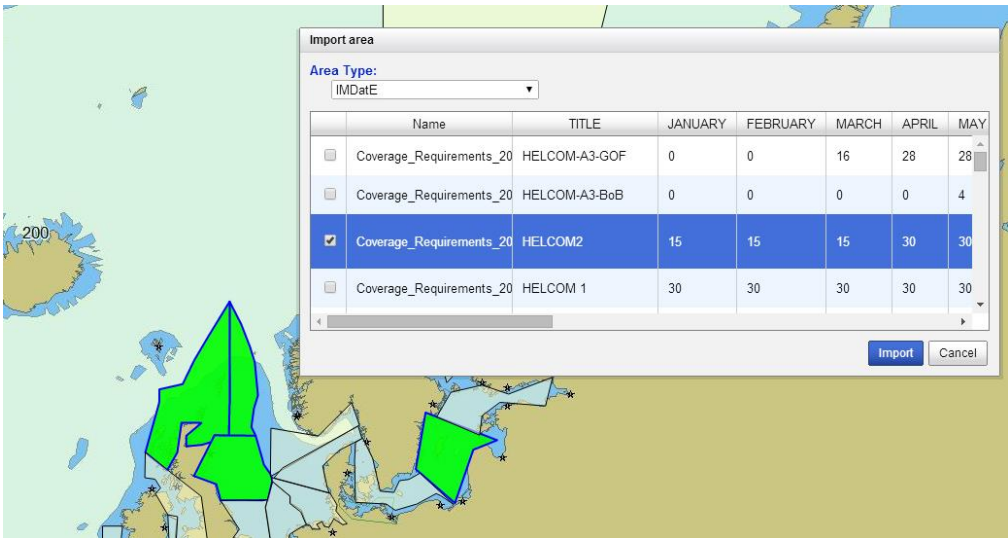 Import area
Area Type:
IMDatE
Name TITLE JANUARY FEBRUARY MARCH APRIL MAY
Coverage_Requirements_20 HELCOM-A3-GOF 0 0 16 28 28
Coverage_Requirements_20 HELCOM-A3-BoB 0 0 0 0 4
Coverage_Requirements_20 HELCOM2 15 15 15 30 30
Coverage_Requirements_20 HELCOM 1 30 30 30 30 30
Import Cancel
200